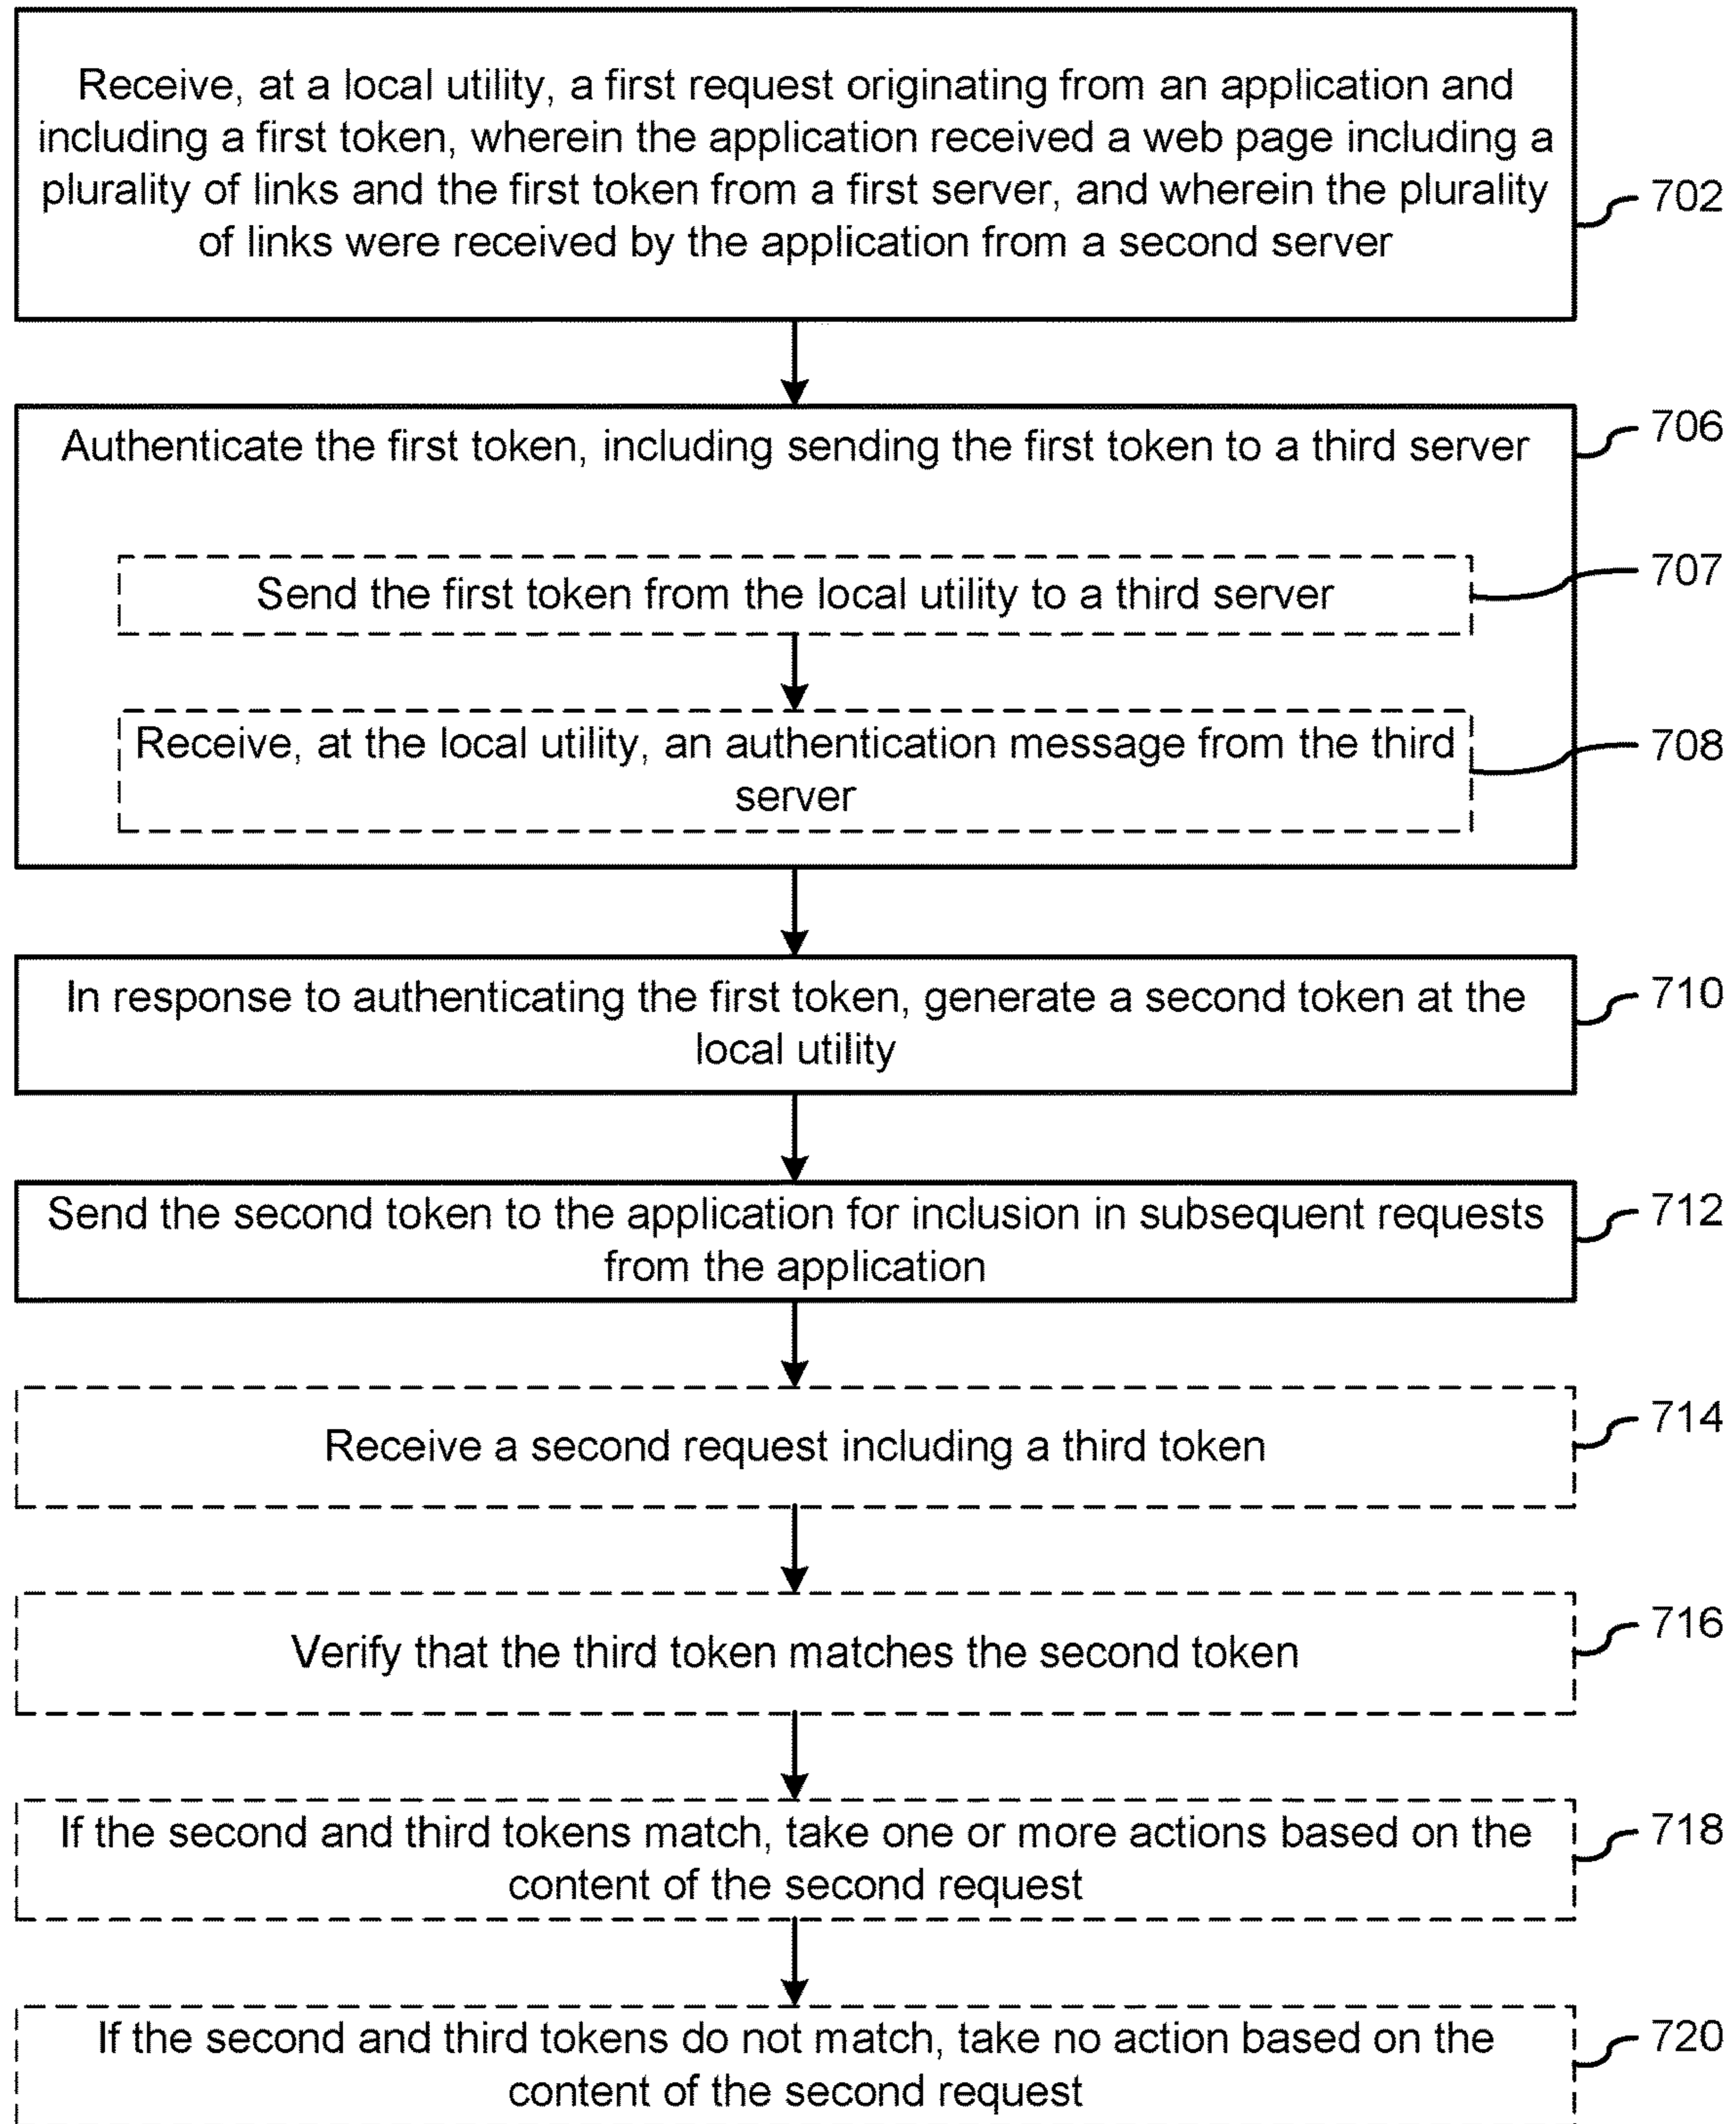 Receive, at a local utility, a first request originating from an application and
including a first token, wherein the application received a web page including a
plurality of links and the first token from a first server, and wherein the plurality
of links were received by the application from a second server
702
Authenticate the first token, including sending the first token to a third server
706
Send the first token from the local utility to a third server
707
Receive, at the local utility, an authentication message from the third
server
708
In response to authenticating the first token, generate a second token at the
local utility
710
Send the second token to the application for inclusion in subsequent requests
from the application
712
Receive a second request including a third token
714
Verify that the third token matches the second token
716
If the second and third tokens match, take one or more actions based on the
content of the second request
718
If the second and third tokens do not match, take no action based on the
content of the second request
720